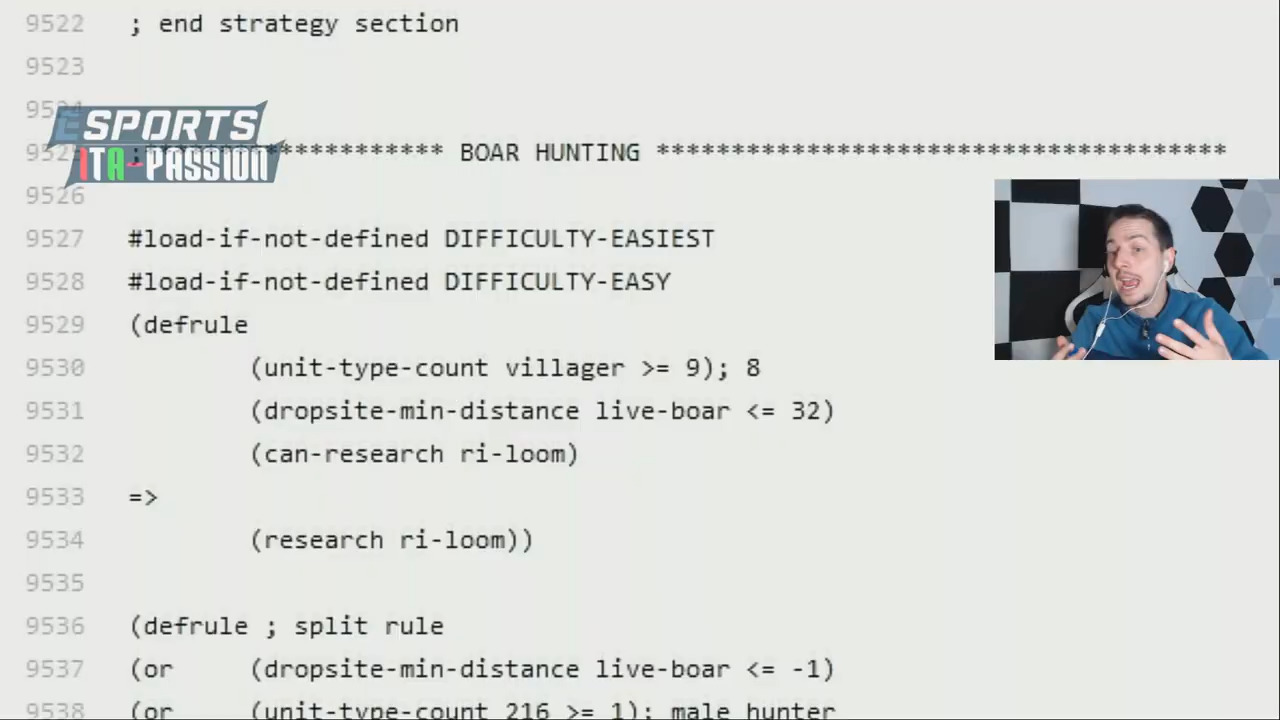 9522 ; end strategy section
9523
9524
ESPORTS
9525 ;************ BOAR HUNTING **************************************
ITA-PASSION
9526
9527 #load-if-not-defined DIFFICULTY-EASIEST
9528 #load-if-not-defined DIFFICULTY-EASY
9529 (defrule
9530 (unit-type-count villager >= 9); 8
9531 (dropsite-min-distance live-boar <= 32)
9532 (can-research ri-loom)
9533 =>
9534 (research ri-loom))
9535
9536 (defrule ; split rule
9537 (or (dropsite-min-distance live-boar <= -1)
9538 (or (unit-type-count 216 >= 1); male hunter